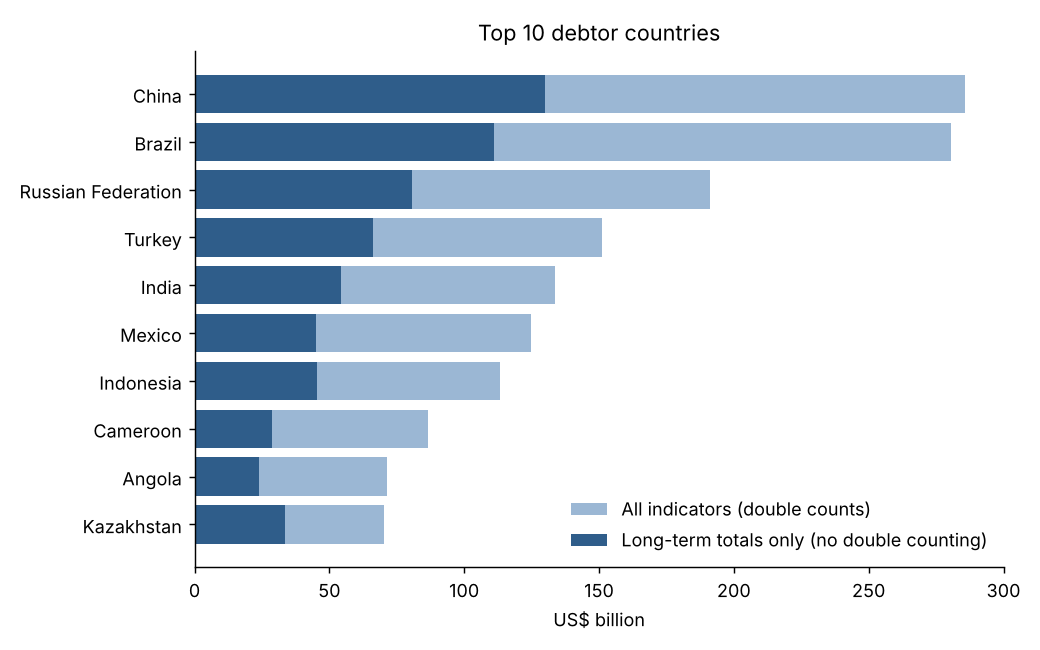 Top 10 debtor countries
China
Brazil
Russian Federation
Turkey
India
Mexico
Indonesia
Cameroon
Angola
Kazakhstan
All indicators (double counts)
Long-term totals only (no double counting)
0 50 100 150 200 250 300
US$ billion